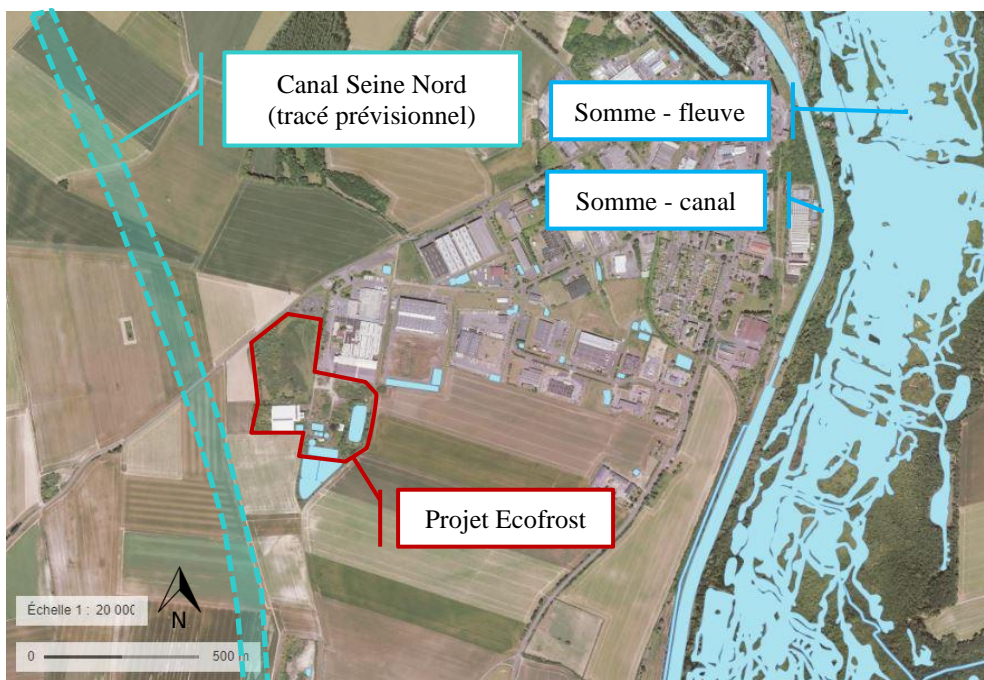 Canal Seine Nord
(tracé prévisionnel)
Somme - fleuve
Somme - canal
Projet Ecofrost
Échelle 1 : 20 000
N
0 500 m